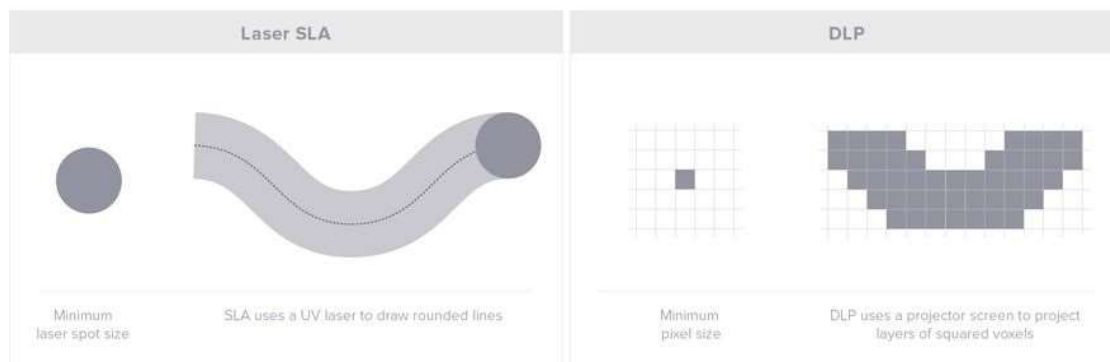 Laser SLA
DLP
Minimum
laser spot size
SLA uses a UV laser to draw rounded lines
Minimum
pixel size
DLP uses a projector screen to project
layers of squared voxels